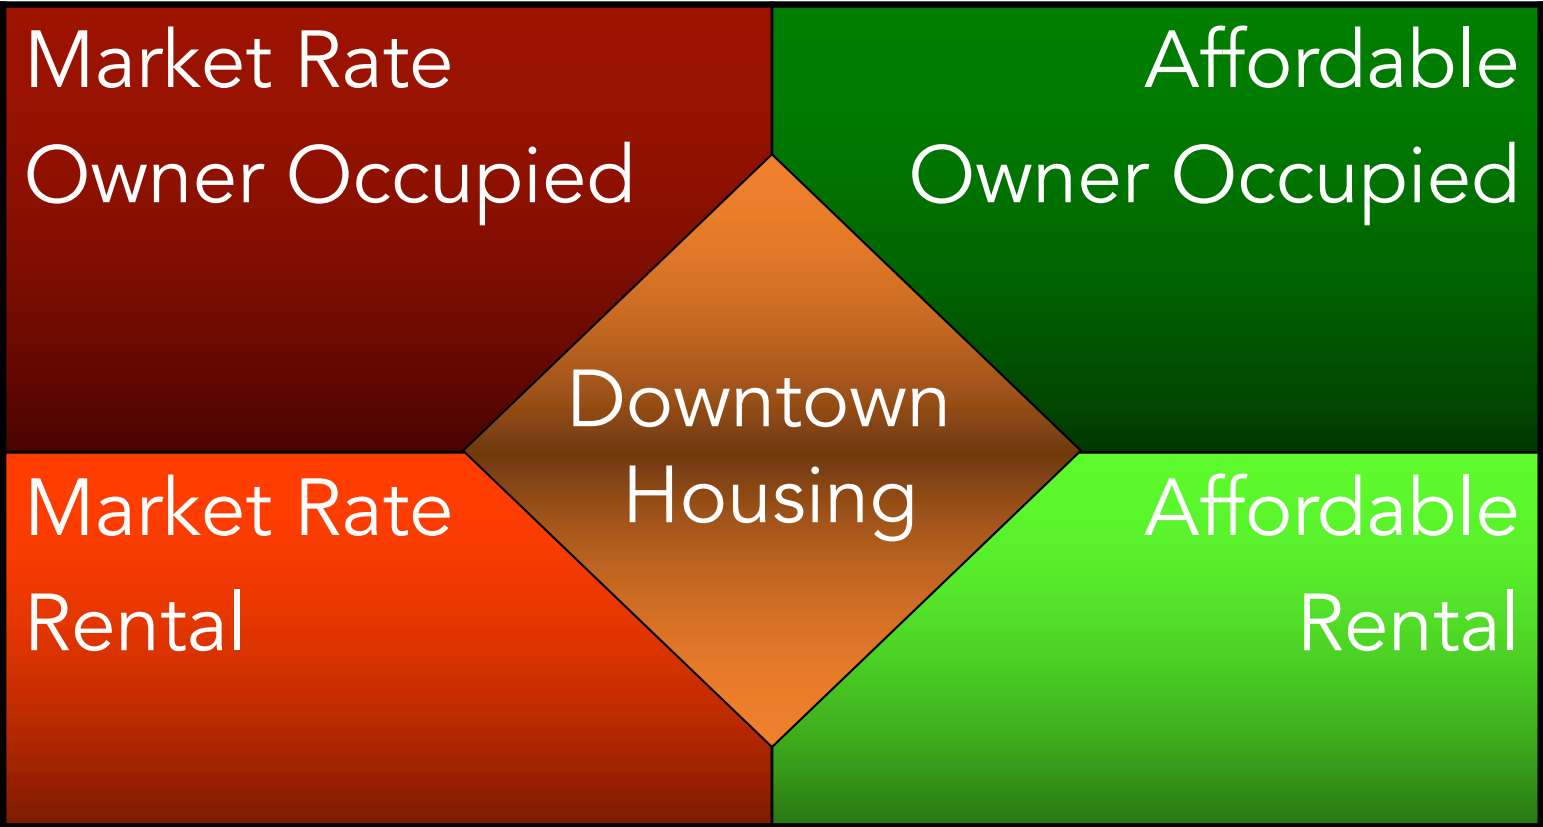 Market Rate
Owner Occupied
Affordable
Owner Occupied
Downtown
Housing
Market Rate
Rental
Affordable
Rental